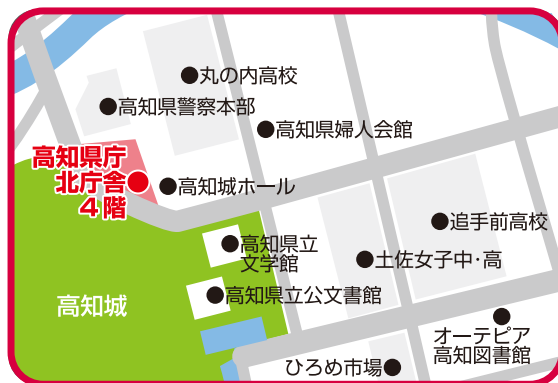 丸の内高校
高知県警察本部
高知県婦人会館
高知県庁
北庁舎
４階
高知城ホール
追手前高校
高知県立
文学館
土佐女子中・高
高知県立公文書館
高知城
オーテピア
高知図書館
ひろめ市場